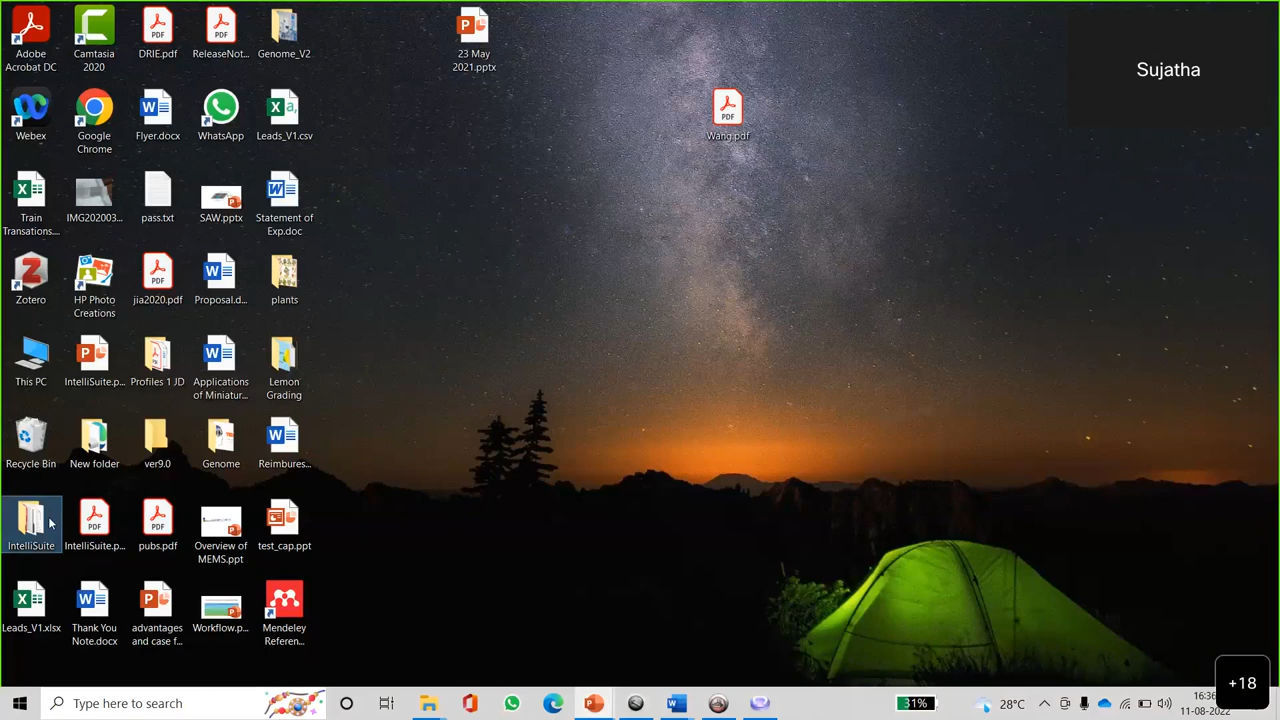 Adobe
Acrobat DC
Camtasia
2020
DRIE.pdf
ReleaseNot...
Genome_V2
23 May
2021.pptx
Sujatha
Webex
Google
Chrome
Flyer.docx
WhatsApp
Leads_V1.csv
Wang.pdf
Train
Transations....
IMG202003...
pass.txt
SAW.pptx
Statement of
Exp.doc
Zotero
HP Photo
Creations
jia2020.pdf
Proposal.d...
plants
This PC
IntelliSuite.p...
Profiles 1 JD
Applications
of Miniatur...
Lemon
Grading
Recycle Bin
New folder
ver9.0
Genome
Reimbures...
IntelliSuite
IntelliSuite.p...
pubs.pdf
Overview of
MEMS.ppt
test_cap.ppt
Leads_V1.xlsx
Thank You
Note.docx
advantages
and case f...
Workflow.p...
Mendeley
Referen...
+18
Type here to search
31%
28°C
16:36
11-08-2022